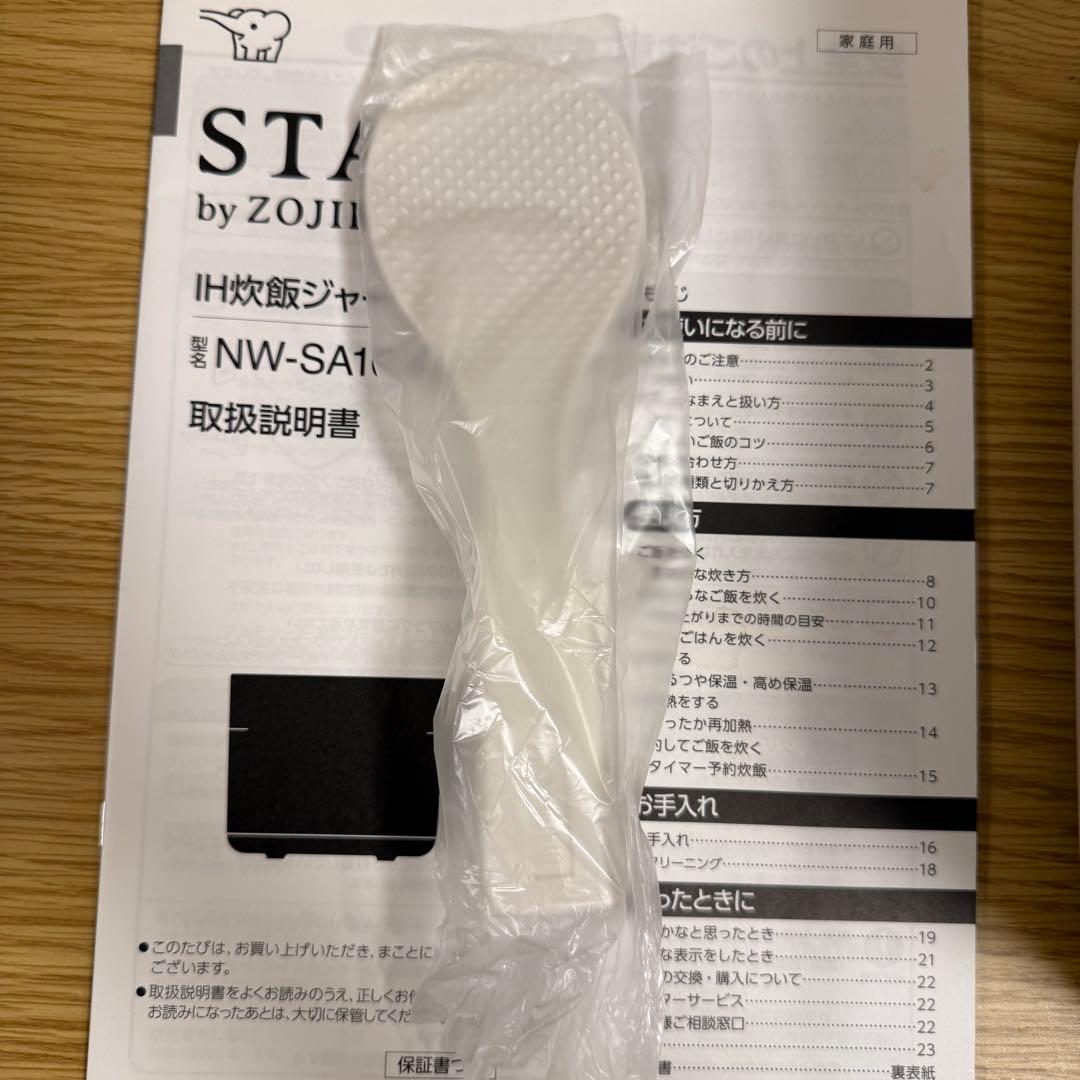 家庭用
STA
by ZOJI
IH炊飯ジャ
型名 NW-SA1
取扱説明書
いになる前に
のご注意 2
3
なまえと扱い方 4
ついて 5
いご飯のコツ 6
合わせ方 7
種類と切りかえ方 7
方
く
な炊き方 8
なご飯を炊く 10
上がりまでの時間の目安 11
ごはんを炊く 12
る
つや保温・高め保温 13
熱をする
ったか再加熱 14
約してご飯を炊く
タイマー予約炊飯 15
お手入れ
手入れ 16
クリーニング 18
ったときに
かなと思ったとき 19
な表示をしたとき 21
の交換・購入について 22
ターサービス 22
様ご相談窓口 22
23
書 裏表紙
●このたびは、お買い上げいただき、まことに
ございます。
●取扱説明書をよくお読みのうえ、正しくお
お読みになったあとは、大切に保管してくだ
保証書